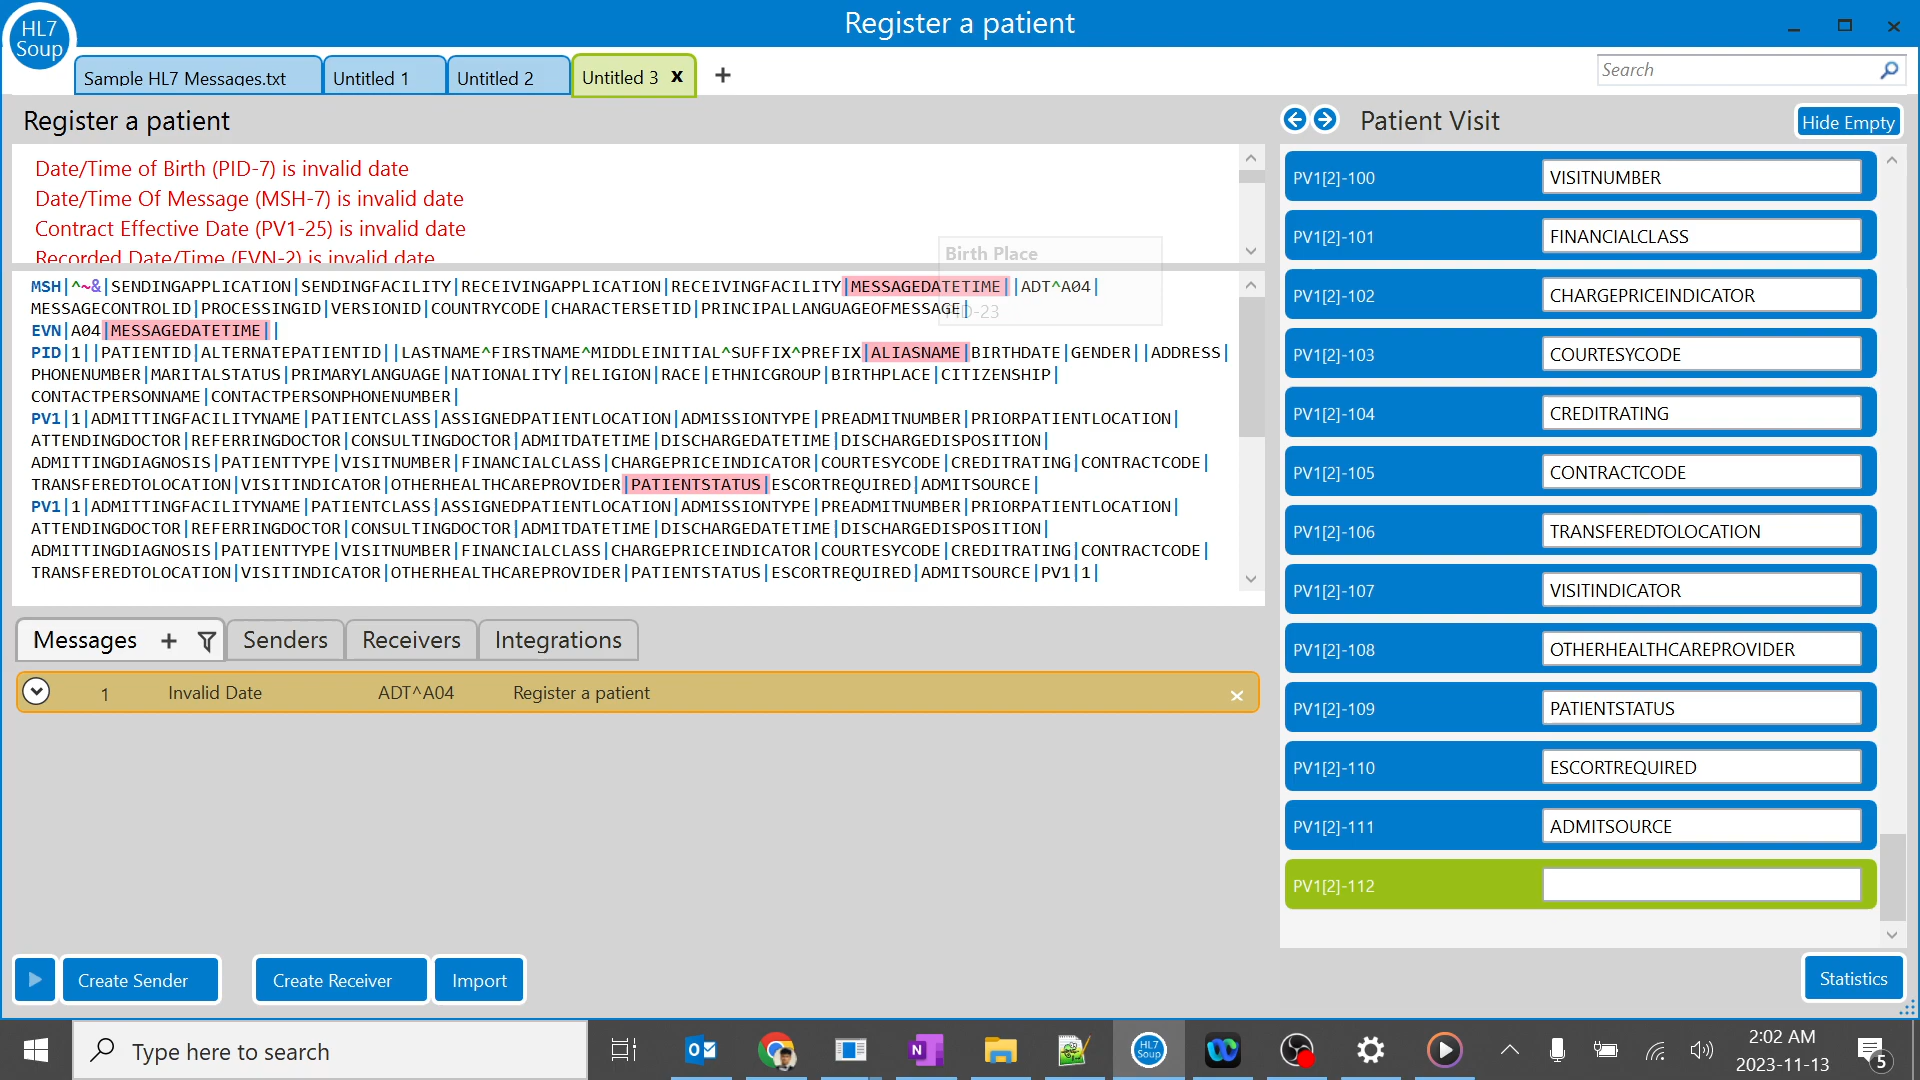 Register a patient
HL7
Soup
Sample HL7 Messages.txt
Untitled 1
Untitled 2
Untitled 3 x
+
Search
Register a patient
Date/Time of Birth (PID-7) is invalid date
Date/Time Of Message (MSH-7) is invalid date
Contract Effective Date (PV1-25) is invalid date
Recorded Date/Time (EVN-2) is invalid date
Birth Place
PID-23
MSH|^~&|SENDINGAPPLICATION|SENDINGFACILITY|RECEIVINGAPPLICATION|RECEIVINGFACILITY|MESSAGEDATETIME||ADT^A04|
MESSAGECONTROLID|PROCESSINGID|VERSIONID|COUNTRYCODE|CHARACTERSETID|PRINCIPALLANGUAGEOFMESSAGE|
EVN|A04|MESSAGEDATETIME||
PID|1||PATIENTID|ALTERNATEPATIENTID||LASTNAME^FIRSTNAME^MIDDLEINITIAL^SUFFIX^PREFIX|ALIASNAME|BIRTHDATE|GENDER||ADDRESS|
PHONENUMBER|MARITALSTATUS|PRIMARYLANGUAGE|NATIONALITY|RELIGION|RACE|ETHNICGROUP|BIRTHPLACE|CITIZENSHIP|
CONTACTPERSONNAME|CONTACTPERSONPHONENUMBER|
PV1|1|ADMITTINGFACILITYNAME|PATIENTCLASS|ASSIGNEDPATIENTLOCATION|ADMISSIONTYPE|PREADMITNUMBER|PRIORPATIENTLOCATION|
ATTENDINGDOCTOR|REFERRINGDOCTOR|CONSULTINGDOCTOR|ADMITDATETIME|DISCHARGEDATETIME|DISCHARGEDISPOSITION|
ADMITTINGDIAGNOSIS|PATIENTTYPE|VISITNUMBER|FINANCIALCLASS|CHARGEPRICEINDICATOR|COURTESYCODE|CREDITRATING|CONTRACTCODE|
TRANSFEREDTOLOCATION|VISITINDICATOR|OTHERHEALTHCAREPROVIDER|PATIENTSTATUS|ESCORTREQUIRED|ADMITSOURCE|
PV1|1|ADMITTINGFACILITYNAME|PATIENTCLASS|ASSIGNEDPATIENTLOCATION|ADMISSIONTYPE|PREADMITNUMBER|PRIORPATIENTLOCATION|
ATTENDINGDOCTOR|REFERRINGDOCTOR|CONSULTINGDOCTOR|ADMITDATETIME|DISCHARGEDATETIME|DISCHARGEDISPOSITION|
ADMITTINGDIAGNOSIS|PATIENTTYPE|VISITNUMBER|FINANCIALCLASS|CHARGEPRICEINDICATOR|COURTESYCODE|CREDITRATING|CONTRACTCODE|
TRANSFEREDTOLOCATION|VISITINDICATOR|OTHERHEALTHCAREPROVIDER|PATIENTSTATUS|ESCORTREQUIRED|ADMITSOURCE|PV1|1|
Messages +
Senders
Receivers
Integrations
1 Invalid Date ADT^A04 Register a patient
Create Sender
Create Receiver
Import
Patient Visit
Hide Empty
PV1[2]-100 VISITNUMBER
PV1[2]-101 FINANCIALCLASS
PV1[2]-102 CHARGEPRICEINDICATOR
PV1[2]-103 COURTESYCODE
PV1[2]-104 CREDITRATING
PV1[2]-105 CONTRACTCODE
PV1[2]-106 TRANSFEREDTOLOCATION
PV1[2]-107 VISITINDICATOR
PV1[2]-108 OTHERHEALTHCAREPROVIDER
PV1[2]-109 PATIENTSTATUS
PV1[2]-110 ESCORTREQUIRED
PV1[2]-111 ADMITSOURCE
PV1[2]-112
Statistics
Type here to search
HL7
Soup
2:02 AM
2023-11-13
5